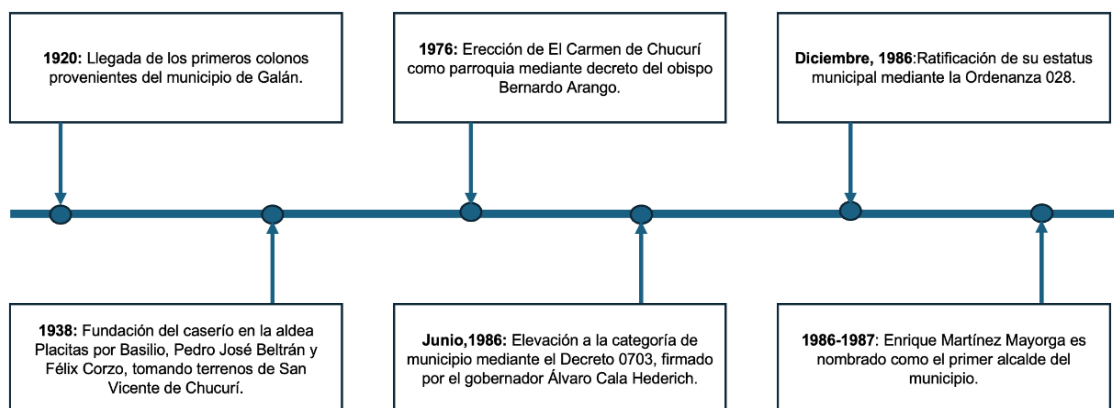 1920: Llegada de los primeros colonos
provenientes del municipio de Galán.
1976: Erección de El Carmen de Chucurí
como parroquia mediante decreto del obispo
Bernardo Arango.
Diciembre, 1986:Ratificación de su estatus
municipal mediante la Ordenanza 028.
1938: Fundación del caserío en la aldea
Placitas por Basilio, Pedro José Beltrán y
Félix Corzo, tomando terrenos de San
Vicente de Chucurí.
Junio,1986: Elevación a la categoría de
municipio mediante el Decreto 0703, firmado
por el gobernador Álvaro Cala Hederich.
1986-1987: Enrique Martínez Mayorga es
nombrado como el primer alcalde del
municipio.